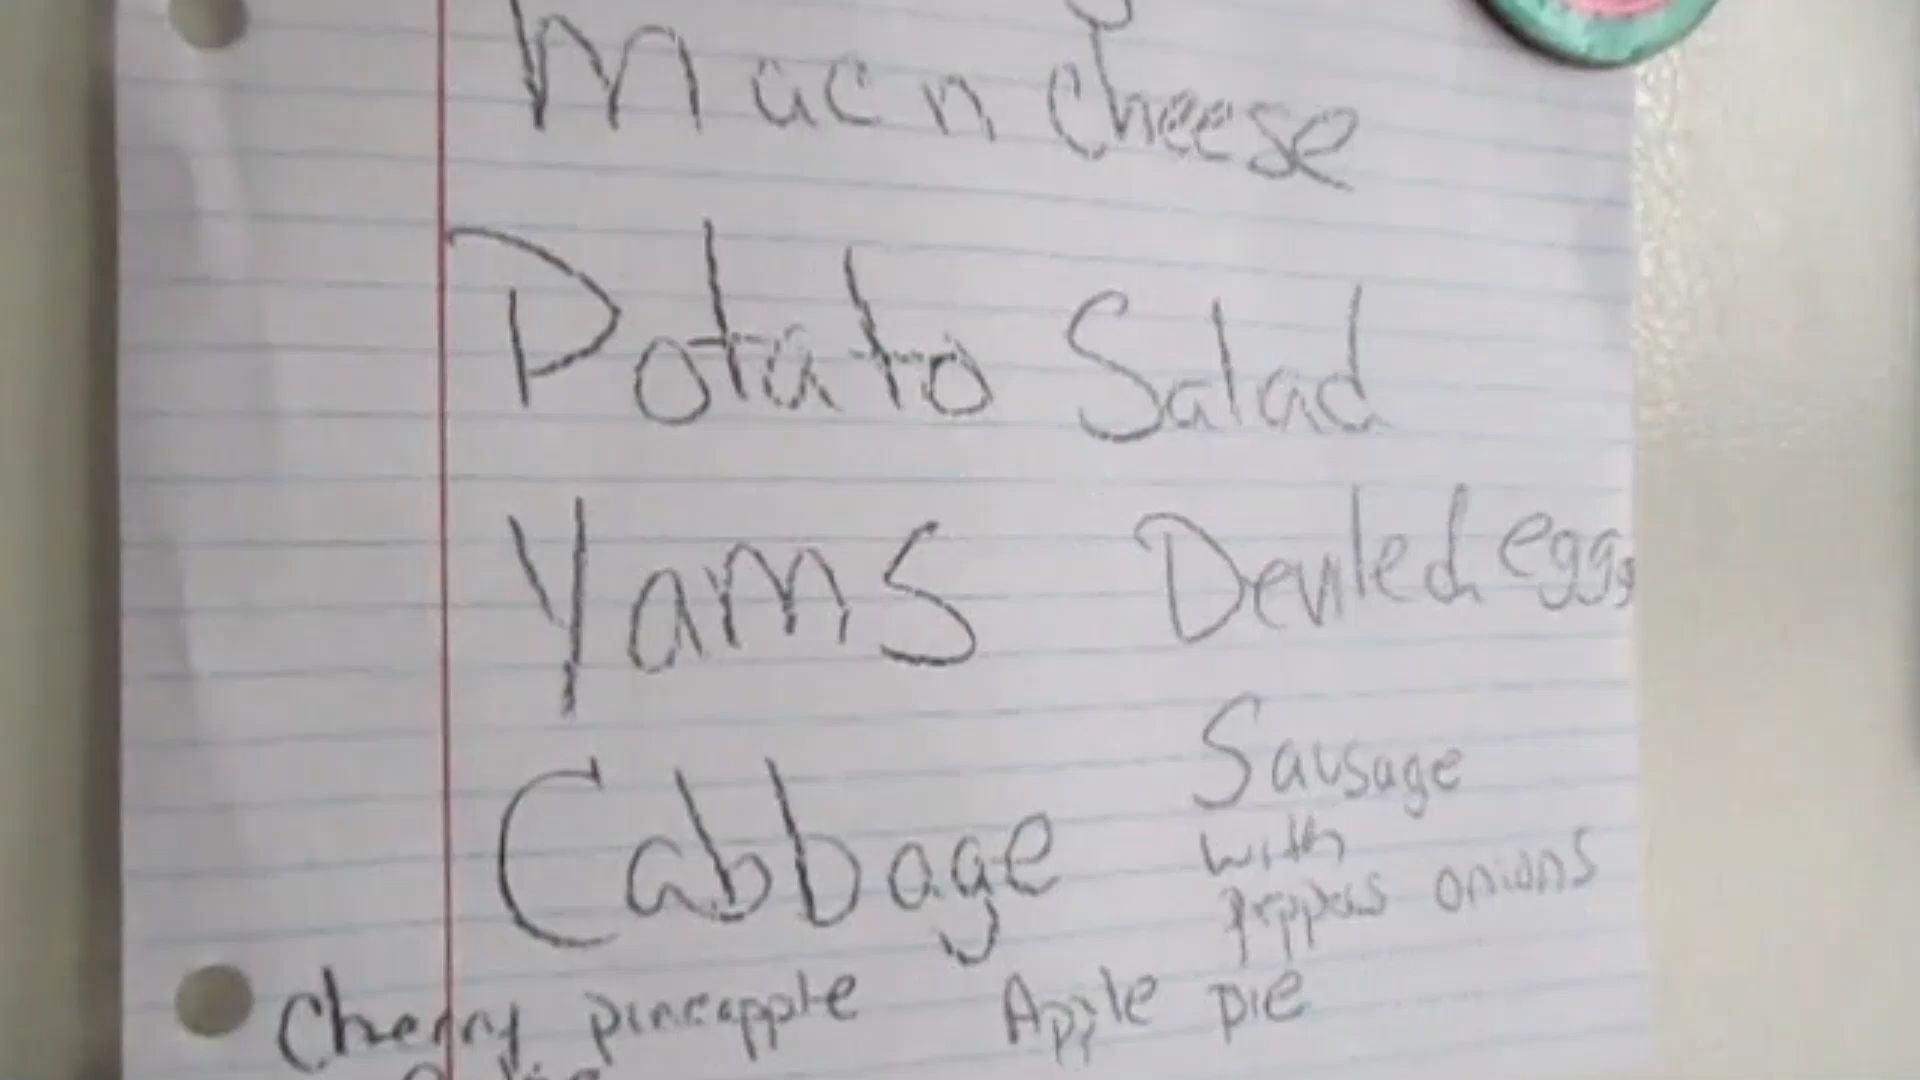 Mac n cheese
Potato Salad
Yams
Deviled eggs
Cabbage
Sausage
with
peppers onions
Cherry pineapple
Apple pie